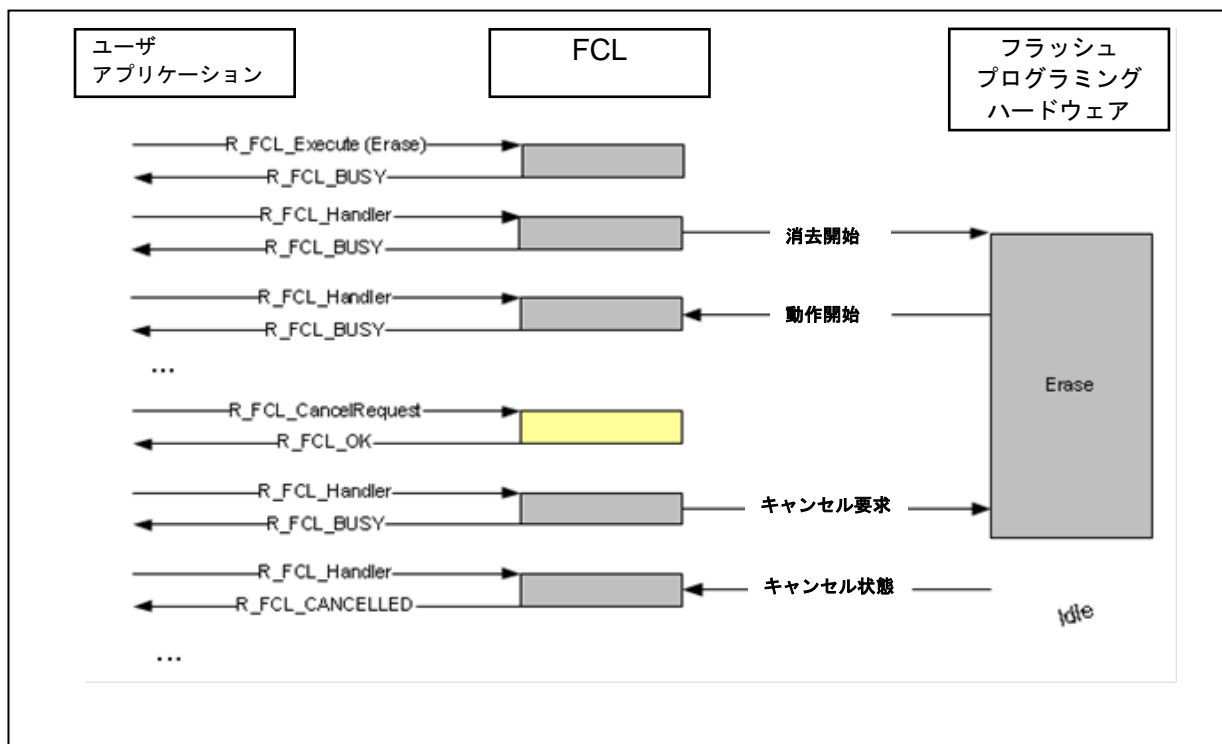 ユーザ
アプリケーション
FCL
フラッシュ
プログラミング
ハードウェア
R_FCL_Execute (Erase)
R_FCL_BUSY
R_FCL_Handler
R_FCL_BUSY
消去開始
R_FCL_Handler
R_FCL_BUSY
動作開始
...
Erase
R_FCL_CancelRequest
R_FCL_OK
R_FCL_Handler
R_FCL_BUSY
キャンセル要求
R_FCL_Handler
R_FCL_CANCELLED
キャンセル状態
Idle
...